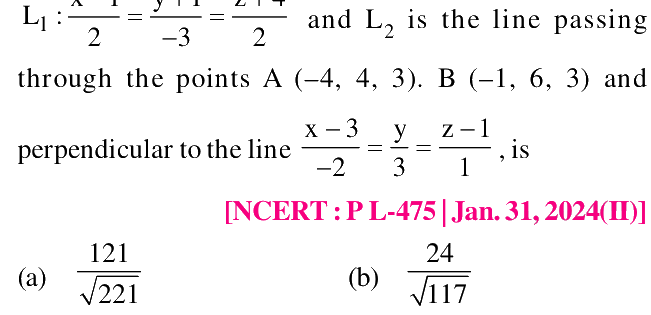 L₁ : x − 1/2 = y + 1/−3 = z + 4/2 and L₂ is the line passing
through the points A (–4, 4, 3). B (–1, 6, 3) and
perpendicular to the line x − 3/−2 = y/3 = z − 1/1 , is
[NCERT : P L-475 | Jan. 31, 2024(II)]
(a) 121/√221 (b) 24/√117